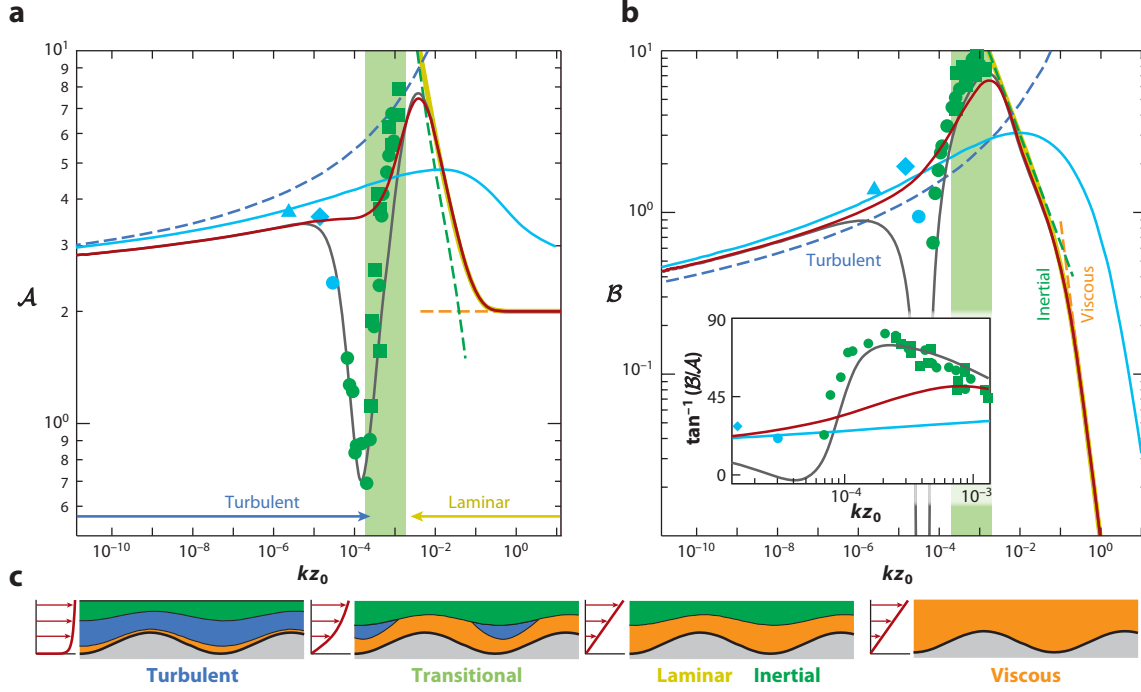 a
b
10¹
9
8
7
6
5
4
3
2
10⁰
9
8
7
6
𝒜
Turbulent
Laminar
10⁻¹⁰
10⁻⁸
10⁻⁶
10⁻⁴
10⁻²
10⁰
kz₀
10¹
10⁰
10⁻¹
ℬ
Turbulent
Inertial
Viscous
90
45
0
tan⁻¹ (ℬ/𝒜)
10⁻⁴
10⁻³
kz₀
10⁻¹⁰
10⁻⁸
10⁻⁶
10⁻⁴
10⁻²
10⁰
kz₀
c
Turbulent
Transitional
Laminar
Inertial
Viscous